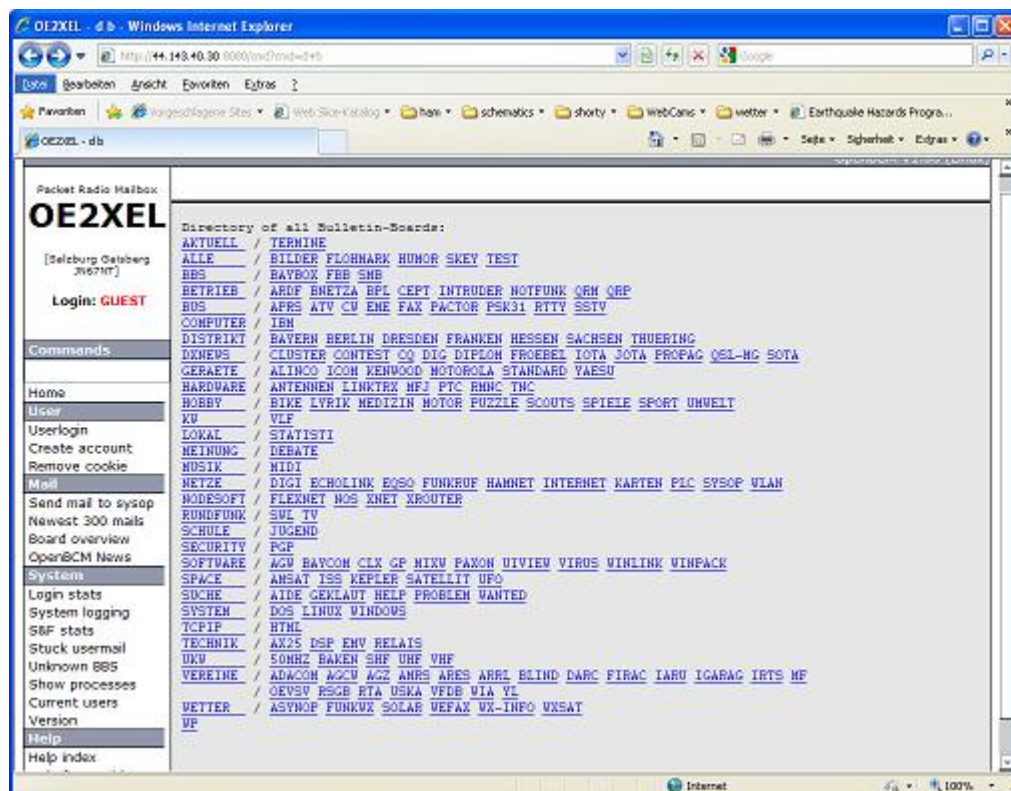 OE2XEL - d b - Windows Internet Explorer
Google
Datei Bearbeiten Ansicht Favoriten Extras ?
Favoriten Vorgeschlagene Sites Web Slice-Katalog ham schematics shorty WebCams wetter Earthquake Hazards Progra...
OE2XEL - d b Seite Sicherheit Extras
OpenBCM
Packet Radio Mailbox
OE2XEL
[Salzburg Gaisberg
JN67NT]
Login: GUEST
Commands
Home
User
Userlogin
Create account
Remove cookie
Mail
Send mail to sysop
Newest 300 mails
Board overview
OpenBCM News
System
Login stats
System logging
S&F stats
Stuck usermail
Unknown BBS
Show processes
Current users
Version
Help
Help index
Directory of all Bulletin-Boards:
AKTUELL / TERMINE
ALLE / BILDER FLOHMARK HUMOR SKEY TEST
BBS / BAYBOX FBB SMB
BETRIEB / ARDF BNETZA BPL CEPT INTRUDER NOTFUNK QRM QRP
BUS / APRS ATV CW EME FAX PACTOR PSK31 RTTY SSTV
COMPUTER / IBM
DISTRIKT / BAYERN BERLIN DRESDEN FRANKEN HESSEN SACHSEN THUERING
DXNEWS / CLUSTER CONTEST CQ DIG DIPLOM FROEBEL IOTA JOTA PROPAG QSL-MG SOTA
GERAETE / ALINCO ICOM KENWOOD MOTOROLA STANDARD YAESU
HARDWARE / ANTENNEN LINKTRX MFJ PTC RMNC TNC
HOBBY / BIKE LYRIK MEDIZIN MOTOR PUZZLE SCOUTS SPIELE SPORT UMWELT
KW / VLF
LOKAL / STATISTI
MEINUNG / DEBATE
MUSIK / MIDI
NETZE / DIGI ECHOLINK EQSO FUNKRUF HAMNET INTERNET KARTEN PLC SYSOP WLAN
NODESOFT / FLEXNET NOS XNET XROUTER
RUNDFUNK / SWL TV
SCHULE / JUGEND
SECURITY / PGP
SOFTWARE / AGW BAYCOM CLX GP MIXW PAXON UIVIEW VIRUS WINLINK WINPACK
SPACE / AMSAT ISS KEPLER SATELLIT UFO
SUCHE / AIDE GEKLAUT HELP PROBLEM WANTED
SYSTEM / DOS LINUX WINDOWS
TCPIP / HTML
TECHNIK / AX25 DSP EMV RELAIS
UKW / 50MHZ BAKEN SHF UHF VHF
VEREINE / ADACOM AGCW AGZ AMRS ARES ARRL BLIND DARC FIRAC IARU IGARAG IRTS MF
/ OEVSV RSGB RTA USKA VFDB WIA YL
WETTER / ASYNOP FUNKWX SOLAR WEFAX WX-INFO WXSAT
WP
Internet 100%